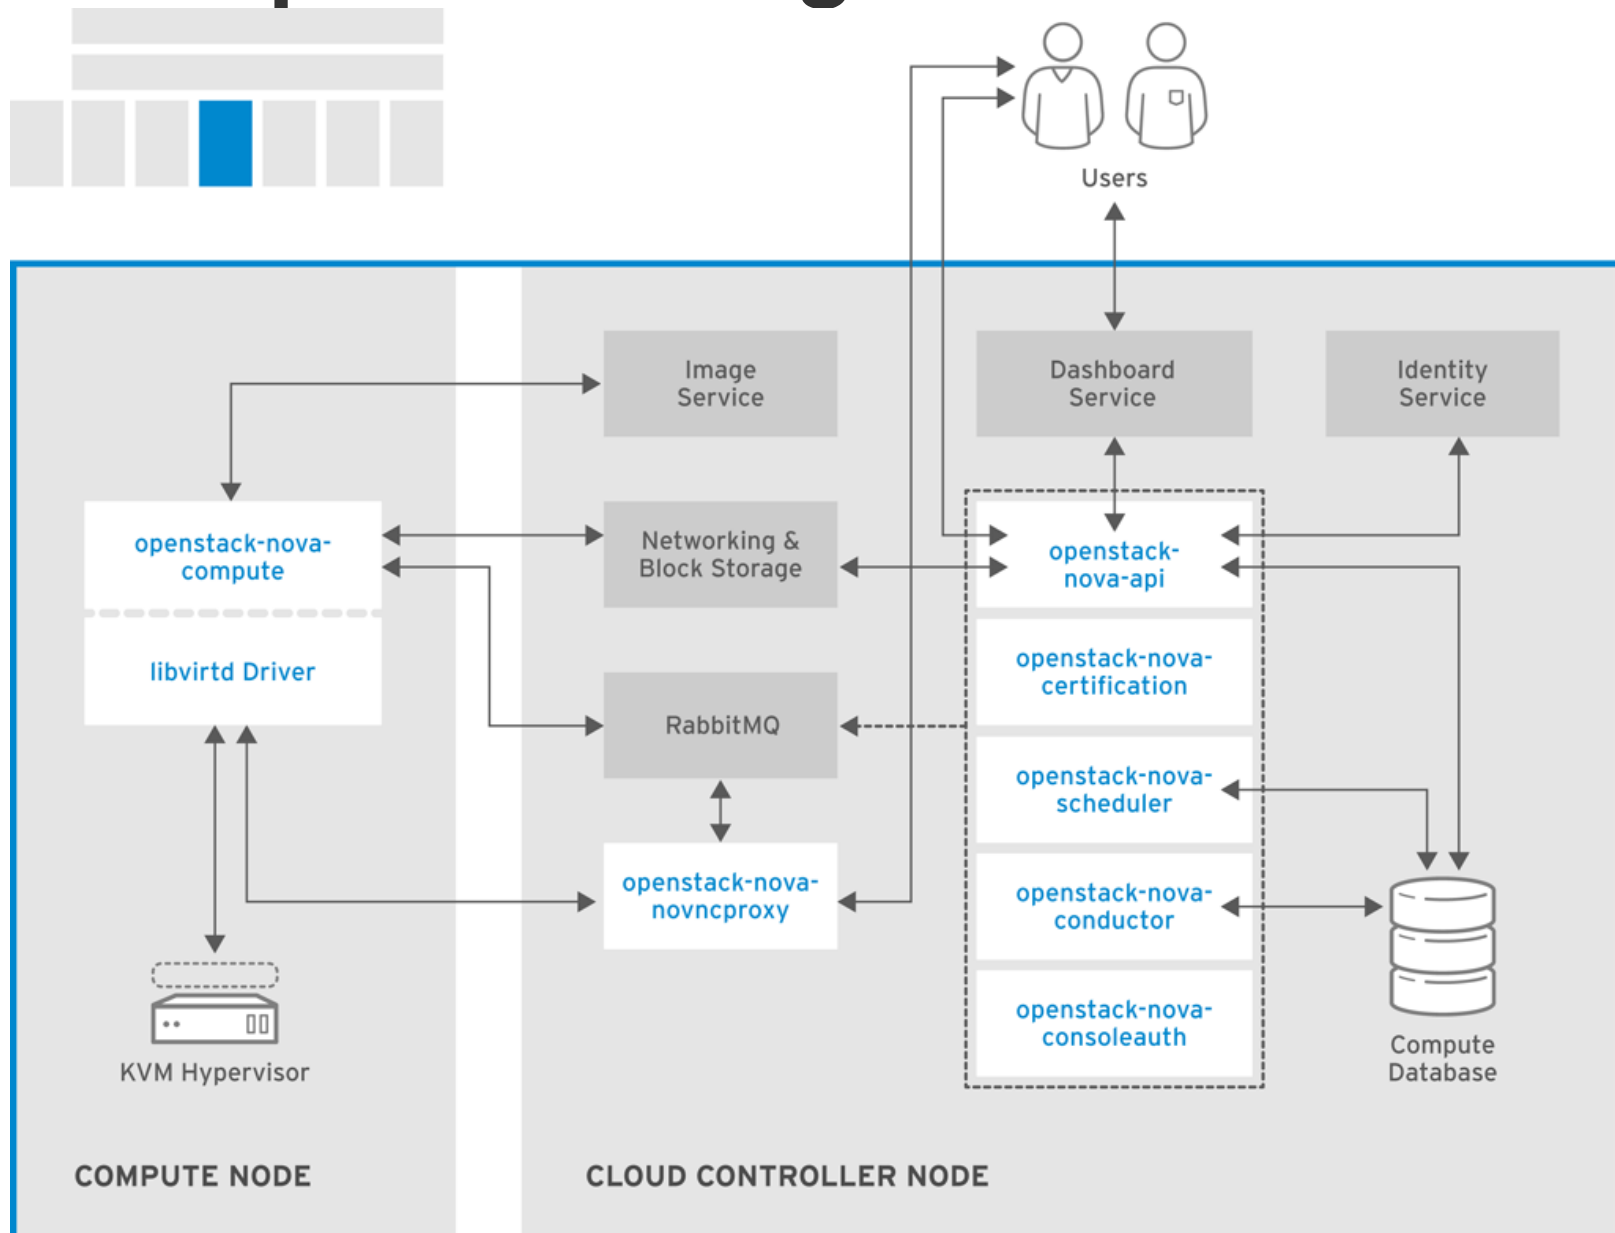 Users
Image
Service
Dashboard
Service
Identity
Service
openstack-nova-
compute
Networking &
Block Storage
openstack-
nova-api
libvirtd Driver
openstack-nova-
certification
RabbitMQ
openstack-nova-
scheduler
openstack-nova-
novncproxy
openstack-nova-
conductor
openstack-nova-
consoleauth
KVM Hypervisor
Compute
Database
COMPUTE NODE
CLOUD CONTROLLER NODE